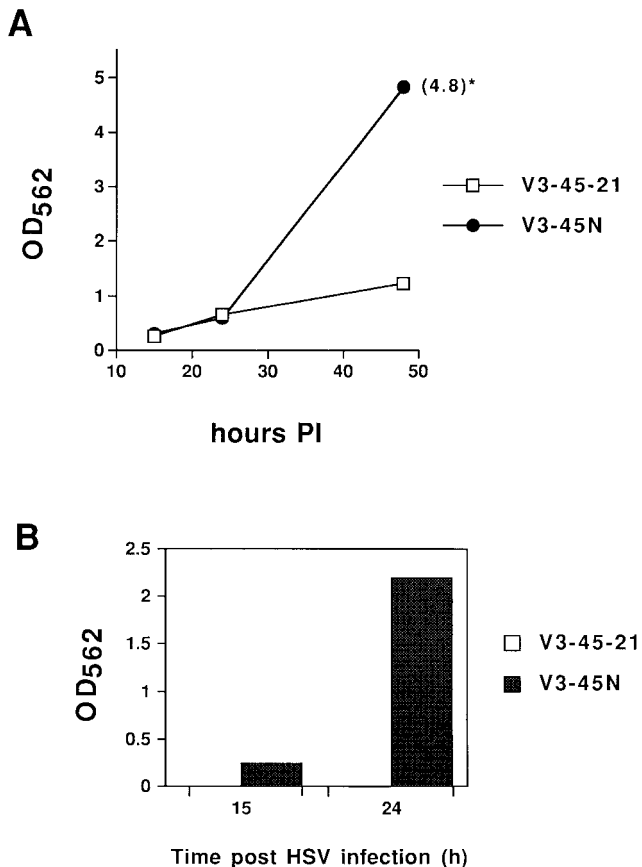 A
OD562
5
4
3
2
1
0
10 20 30 40 50
hours PI
(4.8)*
V3-45-21
V3-45N
B
OD562
2.5
2
1.5
1
0.5
0
15 24
Time post HSV infection (h)
V3-45-21
V3-45N